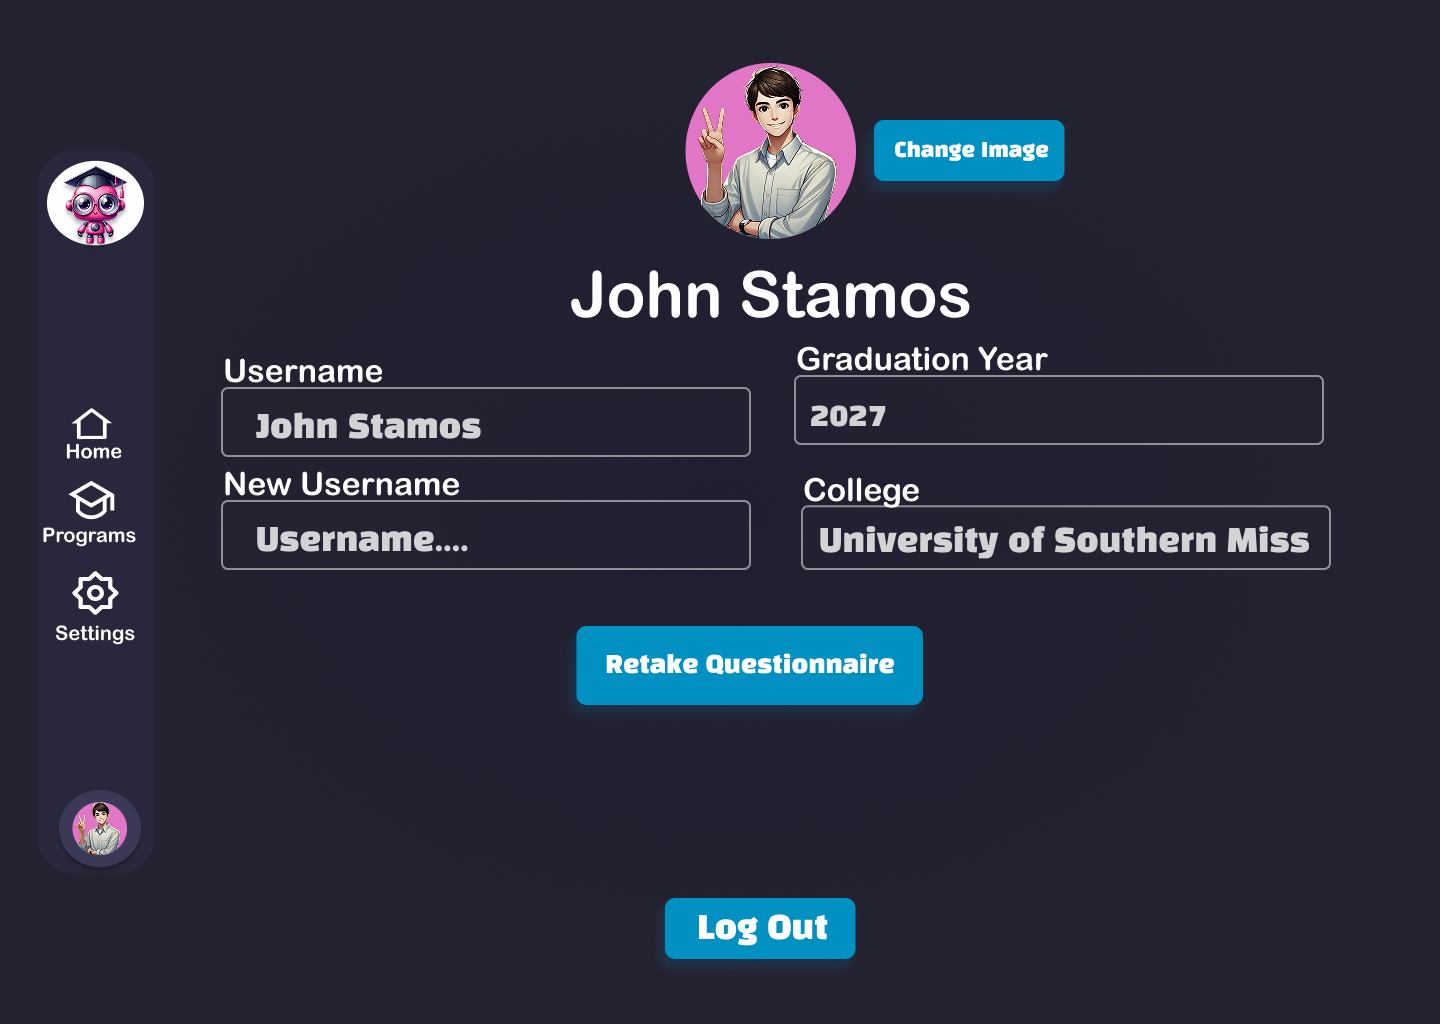 Change Image
John Stamos
Username
John Stamos
New Username
Username....
Graduation Year
2027
College
University of Southern Miss
Home
Programs
Settings
Retake Questionnaire
Log Out